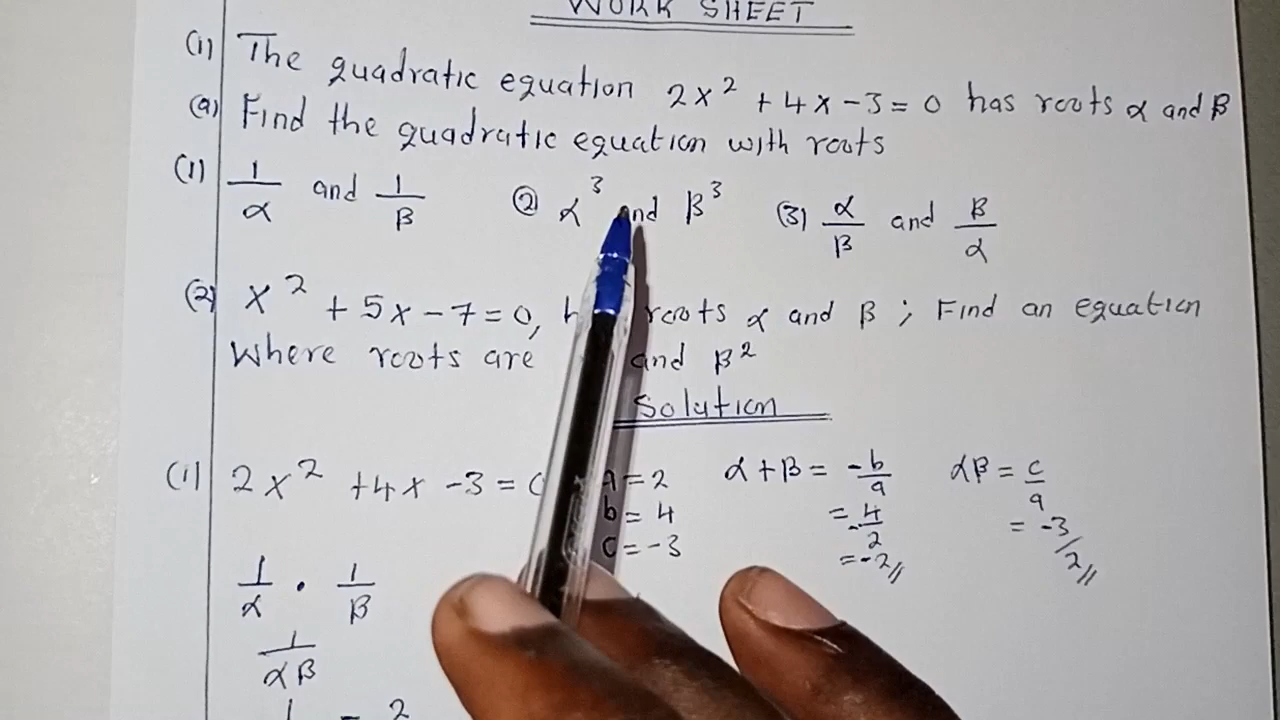 WORK SHEET
(1) The quadratic equation 2x² + 4x - 3 = 0 has roots α and β
(a) Find the quadratic equation with roots
(1) 1/α and 1/β ② α³ and β³ (3) α/β and β/α
(2) x² + 5x - 7 = 0, roots α and β ; Find an equation
Where roots are and β²
Solution
(1) 2x² + 4x - 3 = a = 2 α + β = -b/a αβ = c/a
b = 4 = -4/2 = -3/2//
c = -3 = -2//
1/α · 1/β
1/αβ